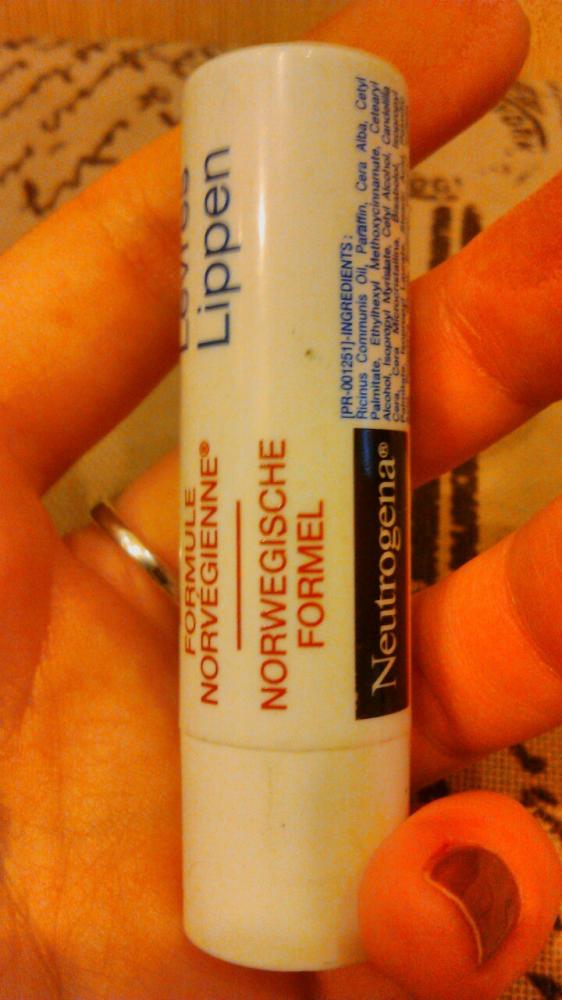 Lèvres
Lippen
FORMULE
NORVÉGIENNE®
NORWEGISCHE
FORMEL
[PR-001251]-INGREDIENTS :
Ricinus Communis Oil, Paraffin, Cera Alba, Cetyl
Palmitate, Ethylhexyl Methoxycinnamate, Cetearyl
Alcohol, Isopropyl Myristate, Cetyl Alcohol, Candelilla
Cera, Cera Microcristallina, Bisabolol, Isopropyl
Neutrogena®